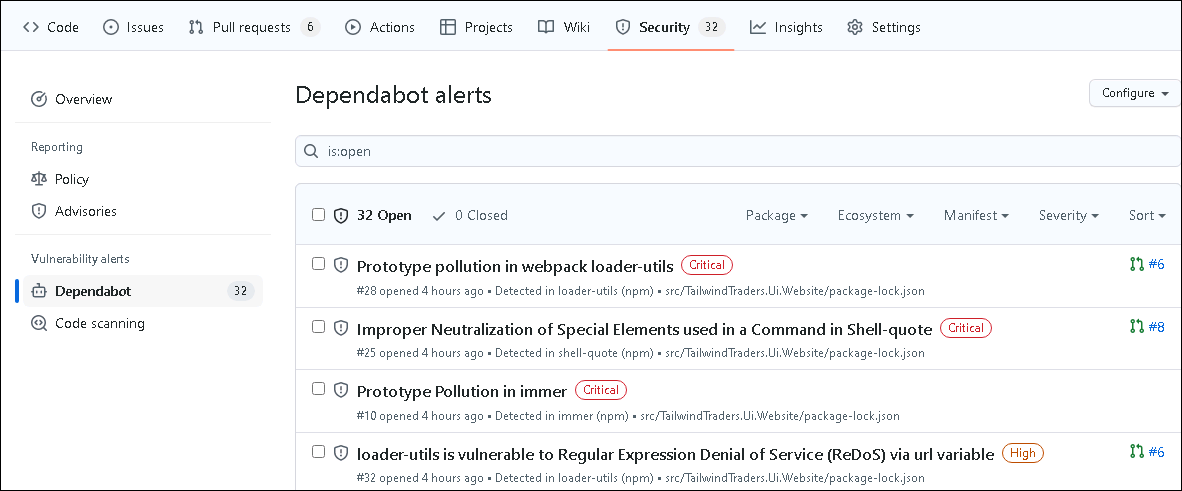 Code Issues Pull requests 6 Actions Projects Wiki Security 32 Insights Settings
Overview
Reporting
Policy
Advisories
Vulnerability alerts
Dependabot 32
Code scanning
Dependabot alerts
Configure
is:open
32 Open 0 Closed Package Ecosystem Manifest Severity Sort
Prototype pollution in webpack loader-utils Critical #6
#28 opened 4 hours ago • Detected in loader-utils (npm) • src/TailwindTraders.Ui.Website/package-lock.json
Improper Neutralization of Special Elements used in a Command in Shell-quote Critical #8
#25 opened 4 hours ago • Detected in shell-quote (npm) • src/TailwindTraders.Ui.Website/package-lock.json
Prototype Pollution in immer Critical
#10 opened 4 hours ago • Detected in immer (npm) • src/TailwindTraders.Ui.Website/package-lock.json
loader-utils is vulnerable to Regular Expression Denial of Service (ReDoS) via url variable High #6
#32 opened 4 hours ago • Detected in loader-utils (npm) • src/TailwindTraders.Ui.Website/package-lock.json